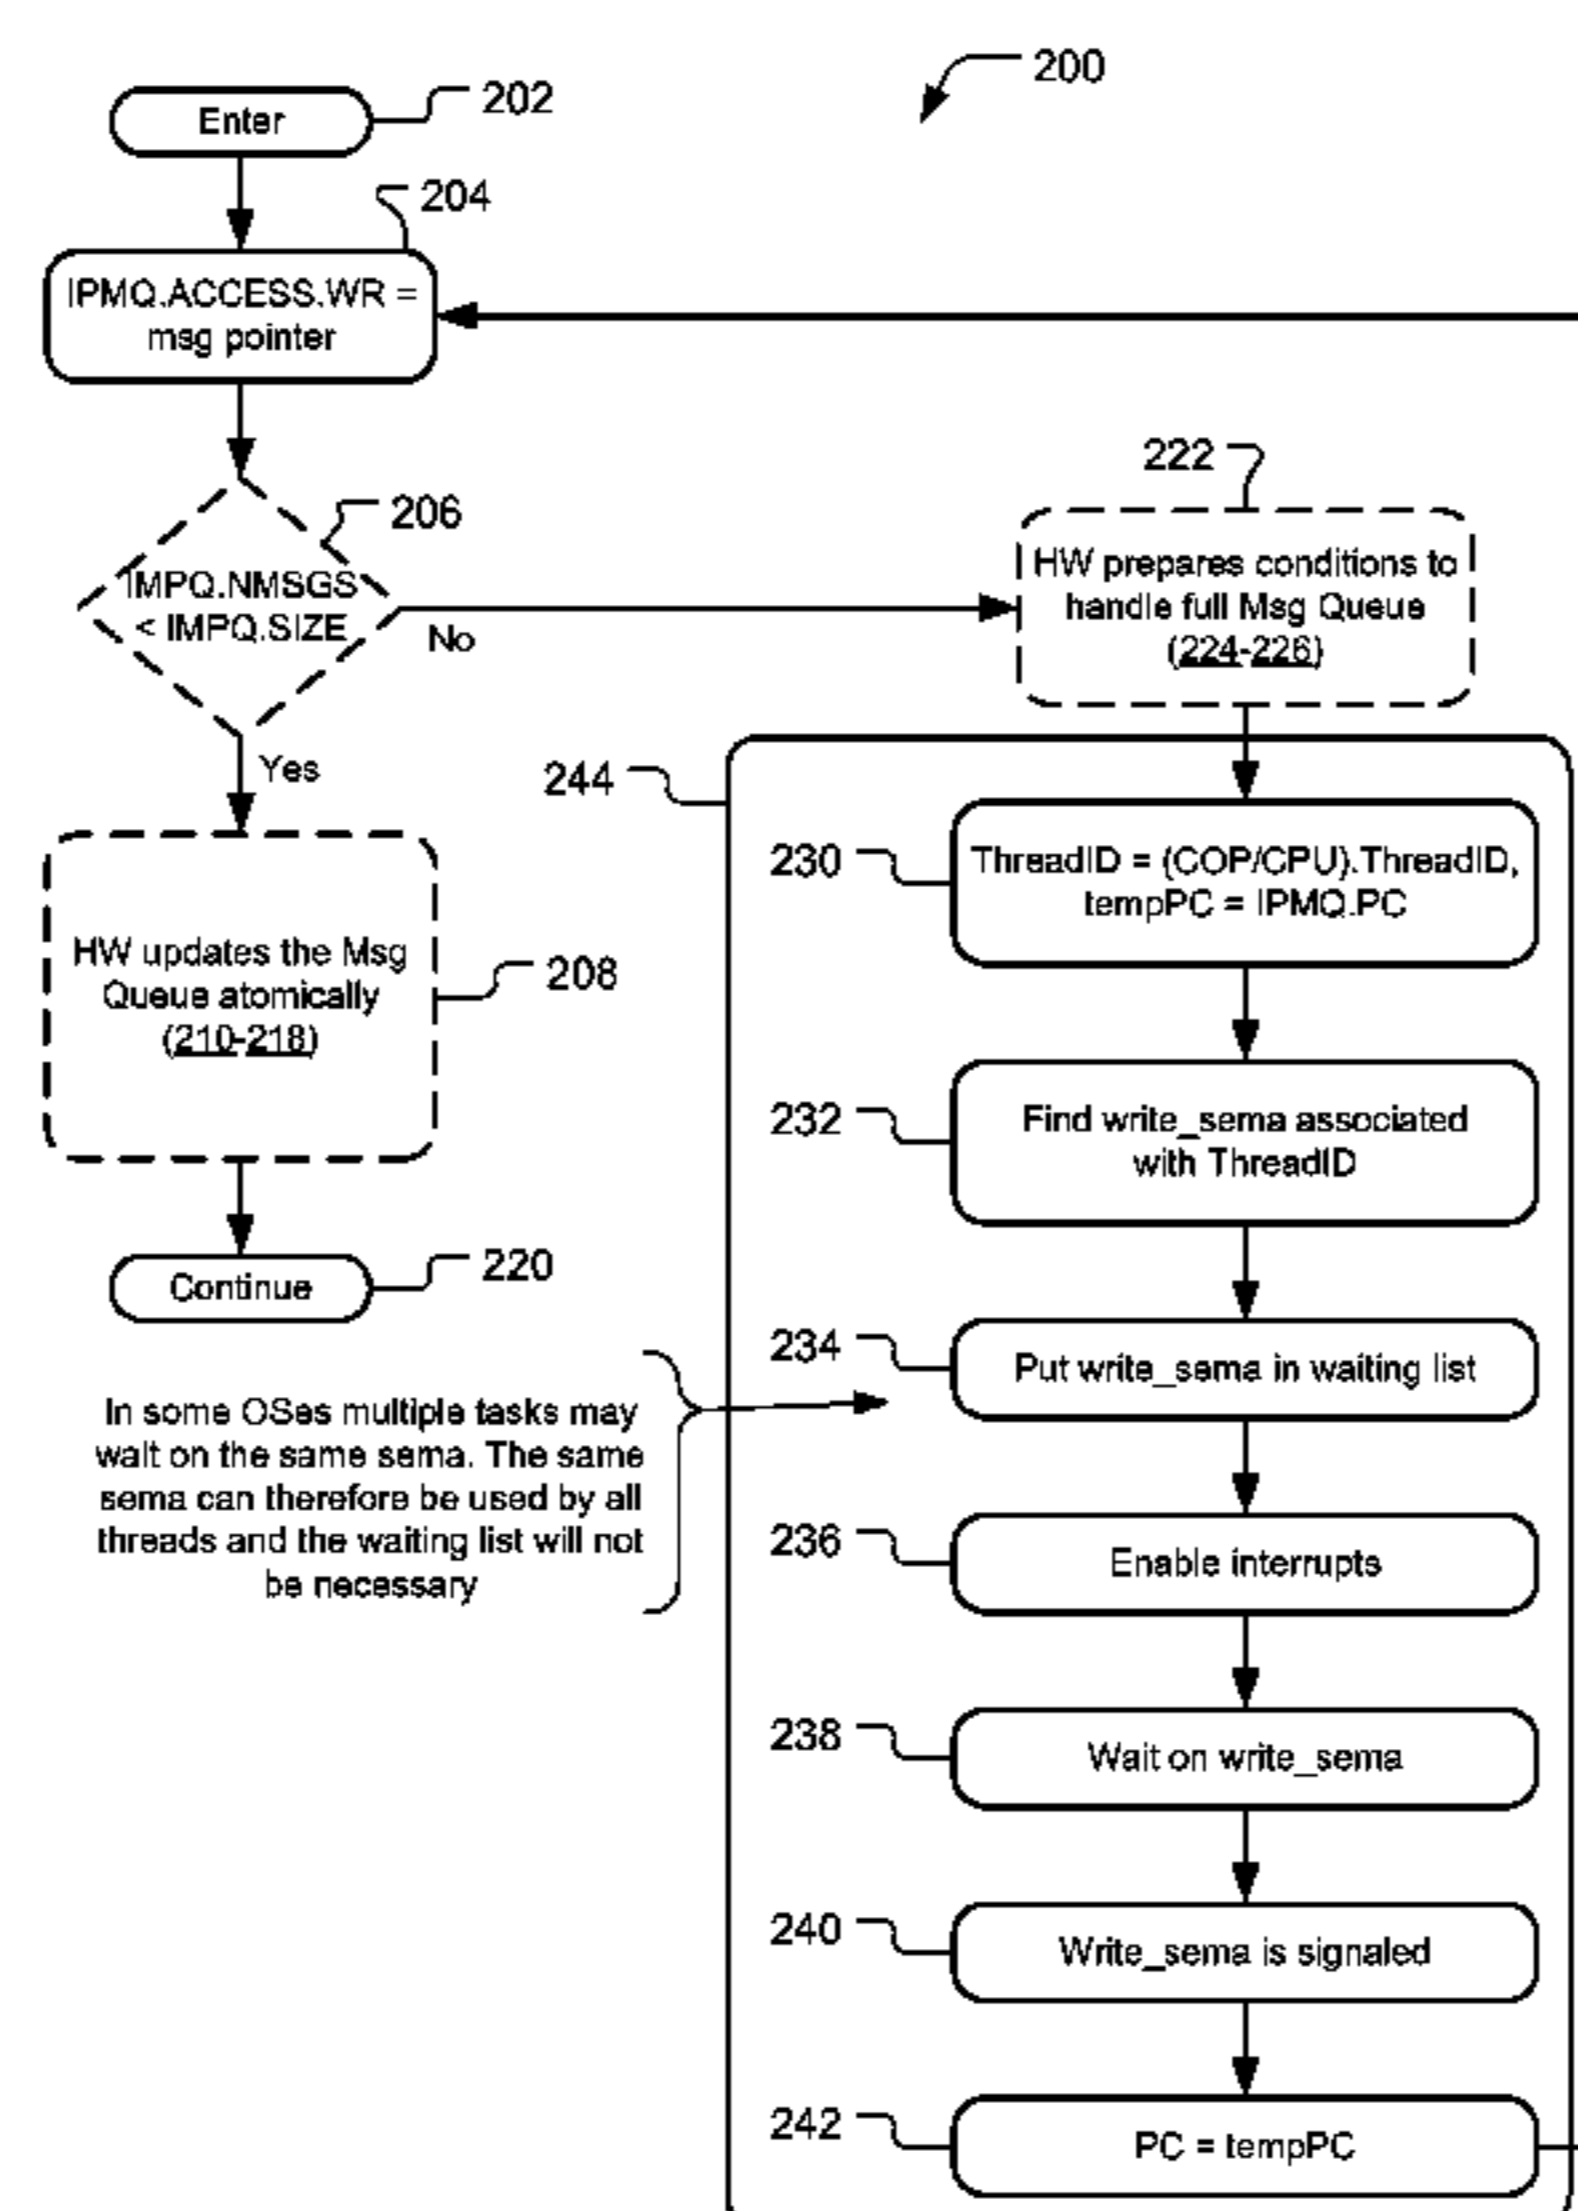 200
Enter
202
204
IPMQ.ACCESS.WR =
msg pointer
206
IMPQ.NMSGS
< IMPQ.SIZE
No
Yes
222
HW prepares conditions to
handle full Msg Queue
(224-226)
HW updates the Msg
Queue atomically
(210-218)
208
Continue
220
244
230
ThreadID = (COP/CPU).ThreadID,
tempPC = IPMQ.PC
232
Find write_sema associated
with ThreadID
234
Put write_sema in waiting list
In some OSes multiple tasks may
wait on the same sema. The same
sema can therefore be used by all
threads and the waiting list will not
be necessary
236
Enable interrupts
238
Wait on write_sema
240
Write_sema is signaled
242
PC = tempPC